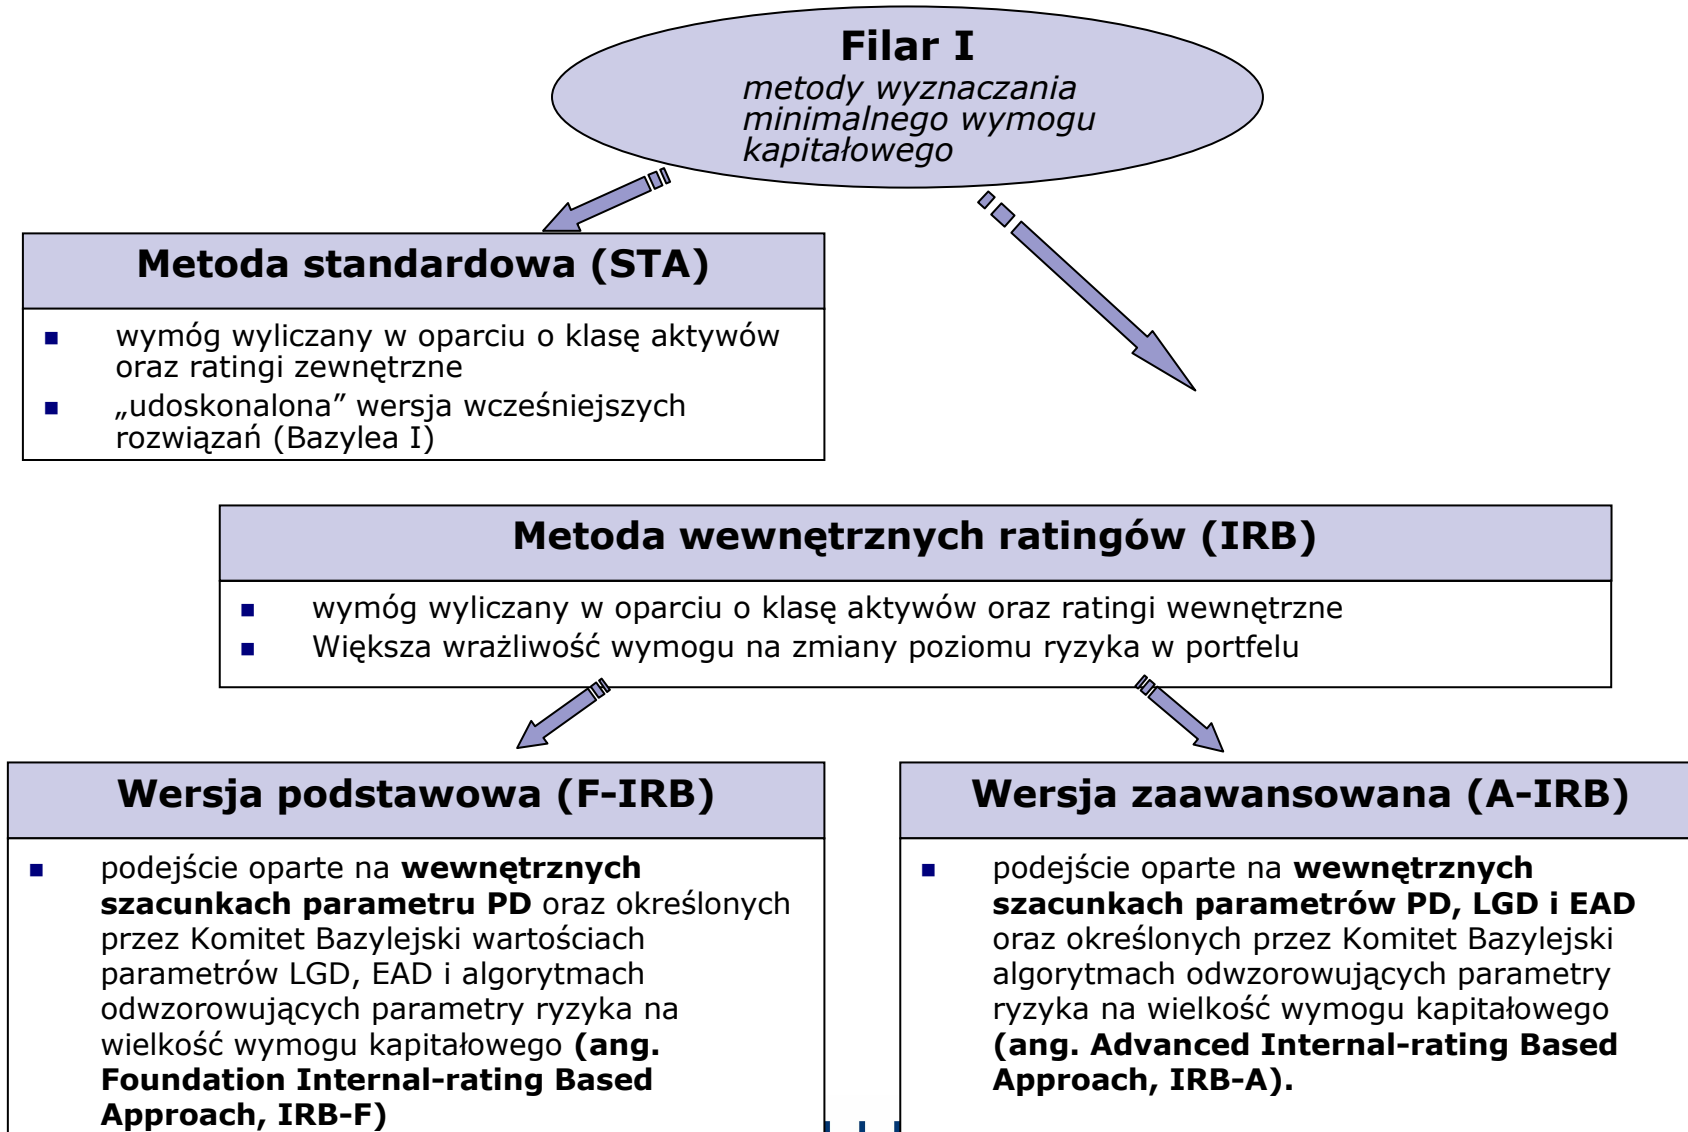 Filar I
metody wyznaczania
minimalnego wymogu
kapitałowego
Metoda standardowa (STA)
wymóg wyliczany w oparciu o klasę aktywów
oraz ratingi zewnętrzne
„udoskonalona” wersja wcześniejszych
rozwiązań (Bazylea I)
Metoda wewnętrznych ratingów (IRB)
wymóg wyliczany w oparciu o klasę aktywów oraz ratingi wewnętrzne
Większa wrażliwość wymogu na zmiany poziomu ryzyka w portfelu
Wersja podstawowa (F-IRB)
podejście oparte na wewnętrznych
szacunkach parametru PD oraz określonych
przez Komitet Bazylejski wartościach
parametrów LGD, EAD i algorytmach
odwzorowujących parametry ryzyka na
wielkość wymogu kapitałowego (ang.
Foundation Internal-rating Based
Approach, IRB-F)
Wersja zaawansowana (A-IRB)
podejście oparte na wewnętrznych
szacunkach parametrów PD, LGD i EAD
oraz określonych przez Komitet Bazylejski
algorytmach odwzorowujących parametry
ryzyka na wielkość wymogu kapitałowego
(ang. Advanced Internal-rating Based
Approach, IRB-A).